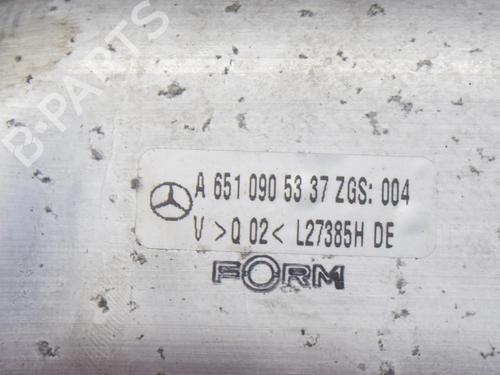 B-PARTS
A 651 090 53 37 ZGS: 004
V >Q 02< L27385H DE
FORM